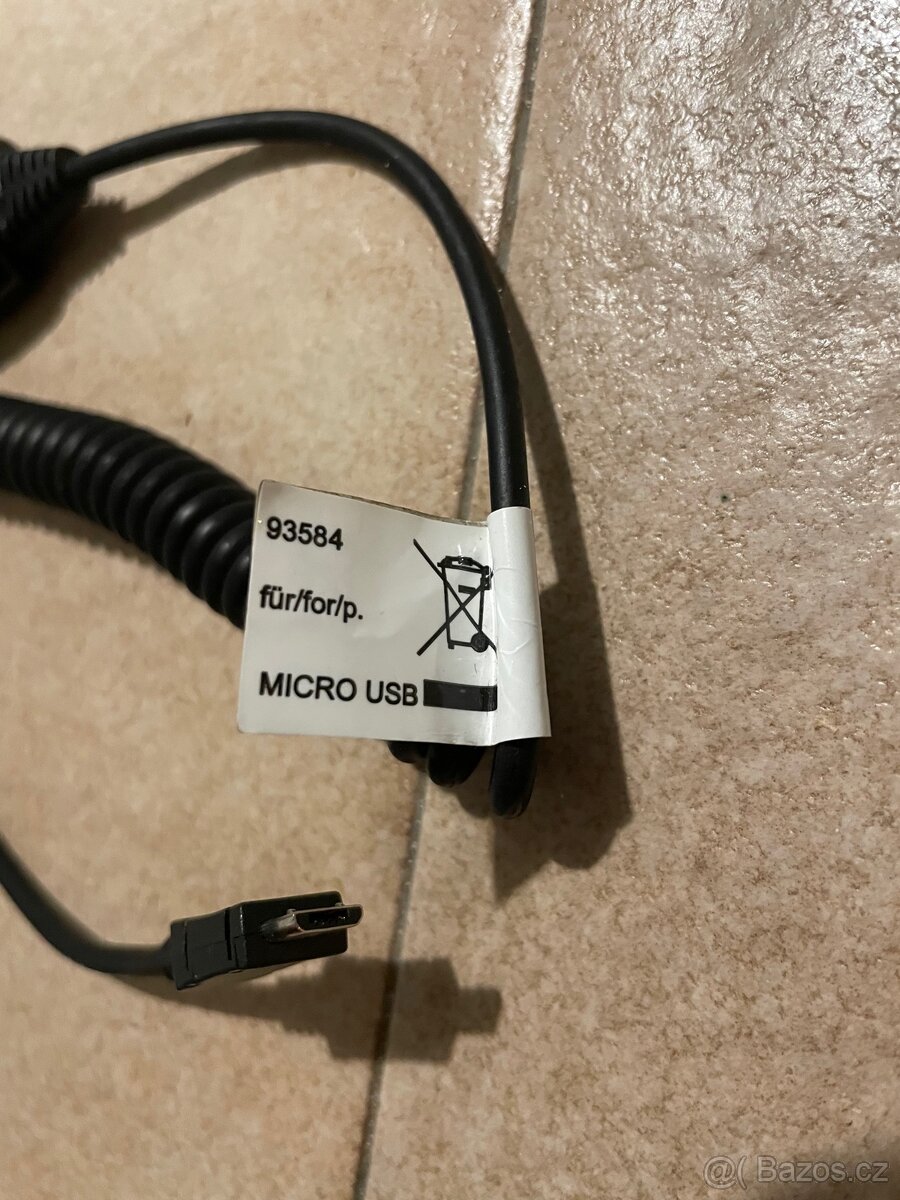 93584
für/for/p.
MICRO USB
@( Bazos.cz